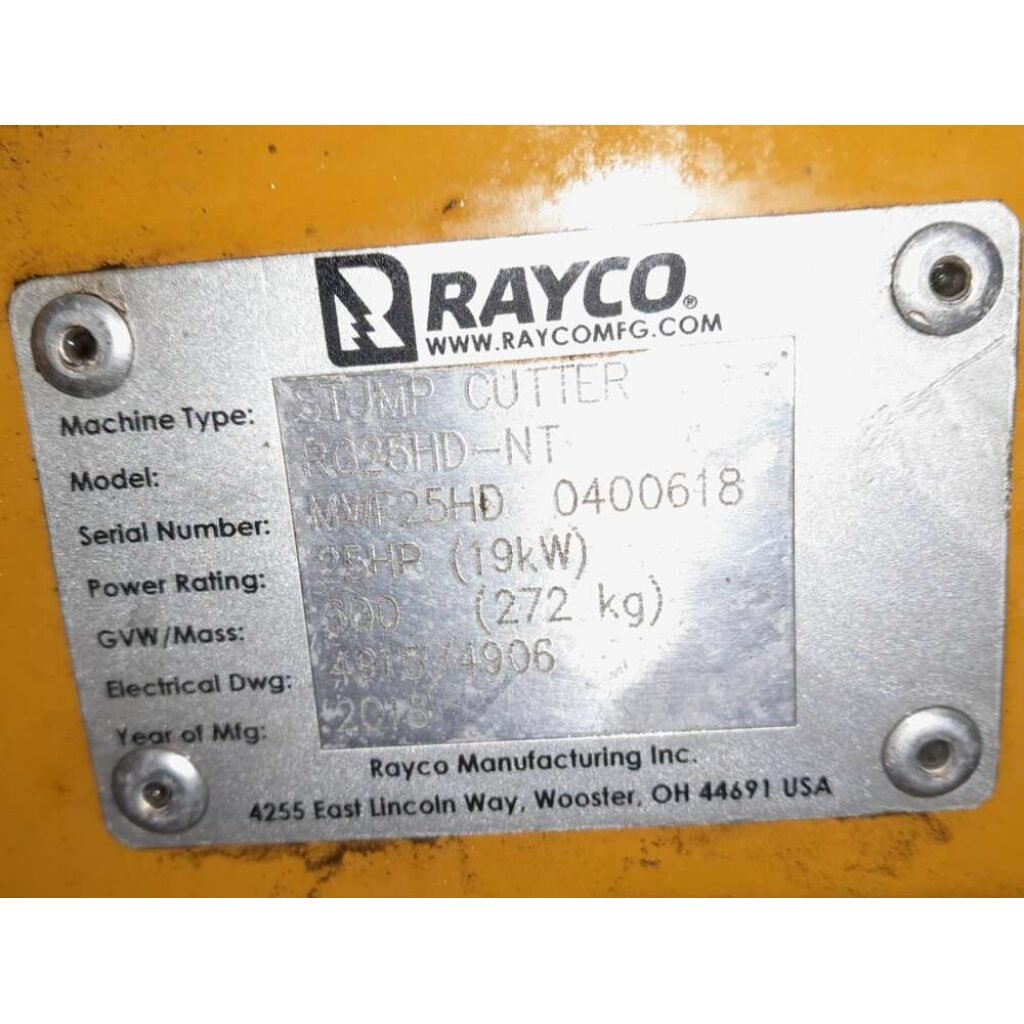 RAYCO®
WWW.RAYCOMFG.COM
Machine Type: STUMP CUTTER
Model: RG25HD-NT
Serial Number: 0400618
Power Rating: 25HP (19kW)
GVW/Mass: 600 (272 kg)
Electrical Dwg: 4915/4906
Year of Mfg: 2018
Rayco Manufacturing Inc.
4255 East Lincoln Way, Wooster, OH 44691 USA